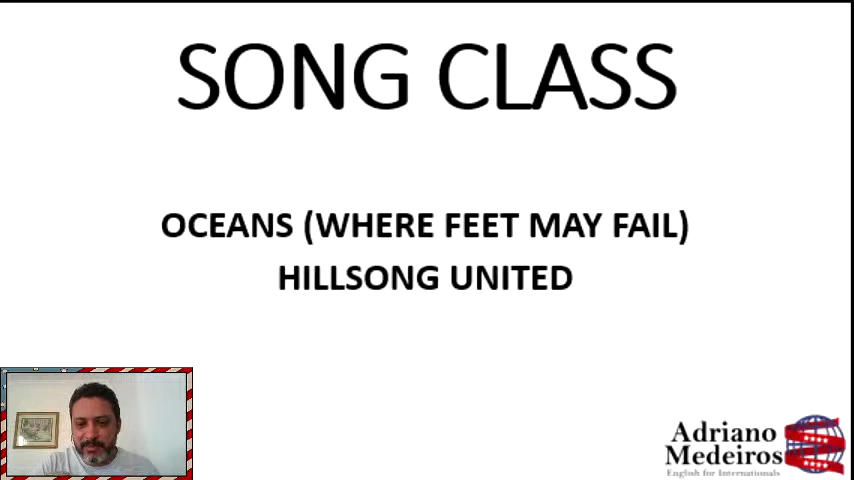 SONG CLASS
OCEANS (WHERE FEET MAY FAIL)
HILLSONG UNITED
Adriano
Medeiros
English for Internationals